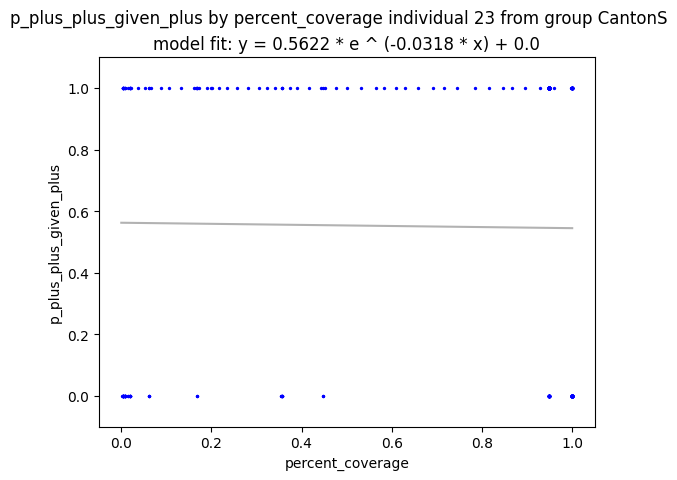 p_plus_plus_given_plus by percent_coverage individual 23 from group CantonS
model fit: y = 0.5622 * e ^ (-0.0318 * x) + 0.0
1.0
0.8
0.6
0.4
0.2
0.0
p_plus_plus_given_plus
0.0 0.2 0.4 0.6 0.8 1.0
percent_coverage